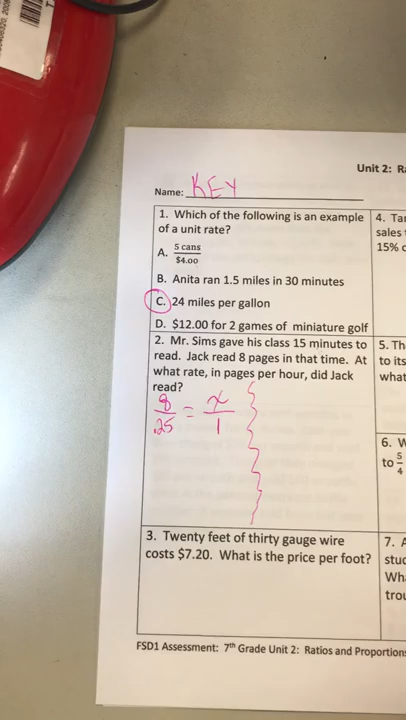 Unit 2:
Name: KEY
1. Which of the following is an example
of a unit rate?
A. 5 cans
$4.00
B. Anita ran 1.5 miles in 30 minutes
C. 24 miles per gallon
D. $12.00 for 2 games of miniature golf
2. Mr. Sims gave his class 15 minutes to
read. Jack read 8 pages in that time. At
what rate, in pages per hour, did Jack
read?
8 = x
.25 1
3. Twenty feet of thirty gauge wire
costs $7.20. What is the price per foot?
4.
sales
15%
5.
to its
what
6.
to 5
4
7.
FSD1 Assessment: 7th Grade Unit 2: Ratios and Proportion